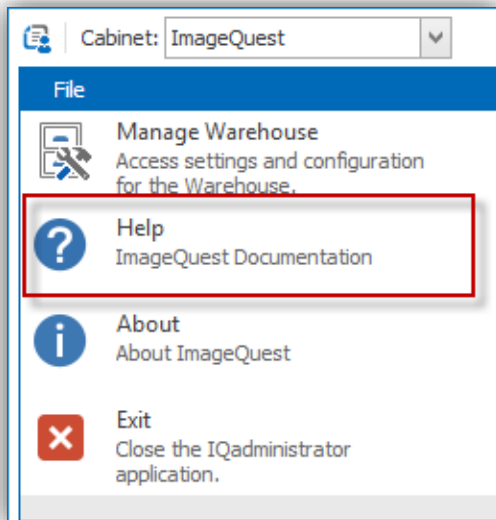 Cabinet: ImageQuest
File
Manage Warehouse
Access settings and configuration
for the Warehouse.
Help
ImageQuest Documentation
About
About ImageQuest
Exit
Close the IQadministrator
application.